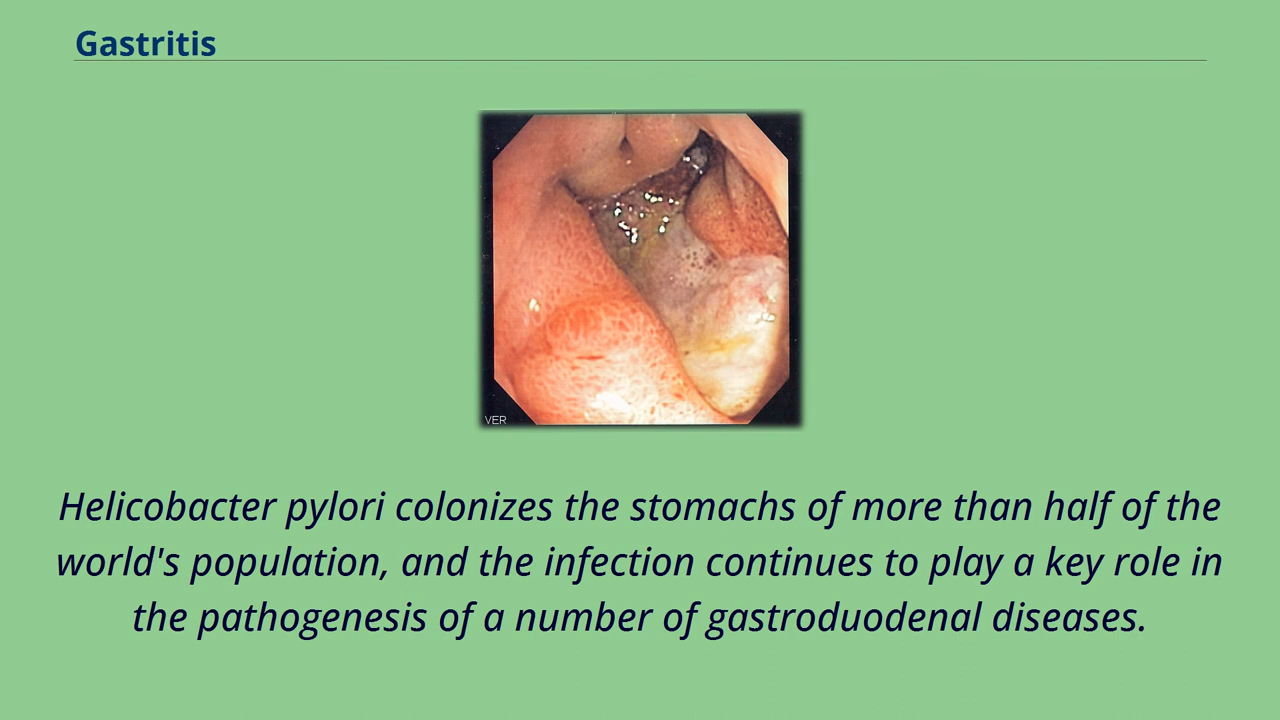 Gastritis
VER
Helicobacter pylori colonizes the stomachs of more than half of the
world's population, and the infection continues to play a key role in
the pathogenesis of a number of gastroduodenal diseases.